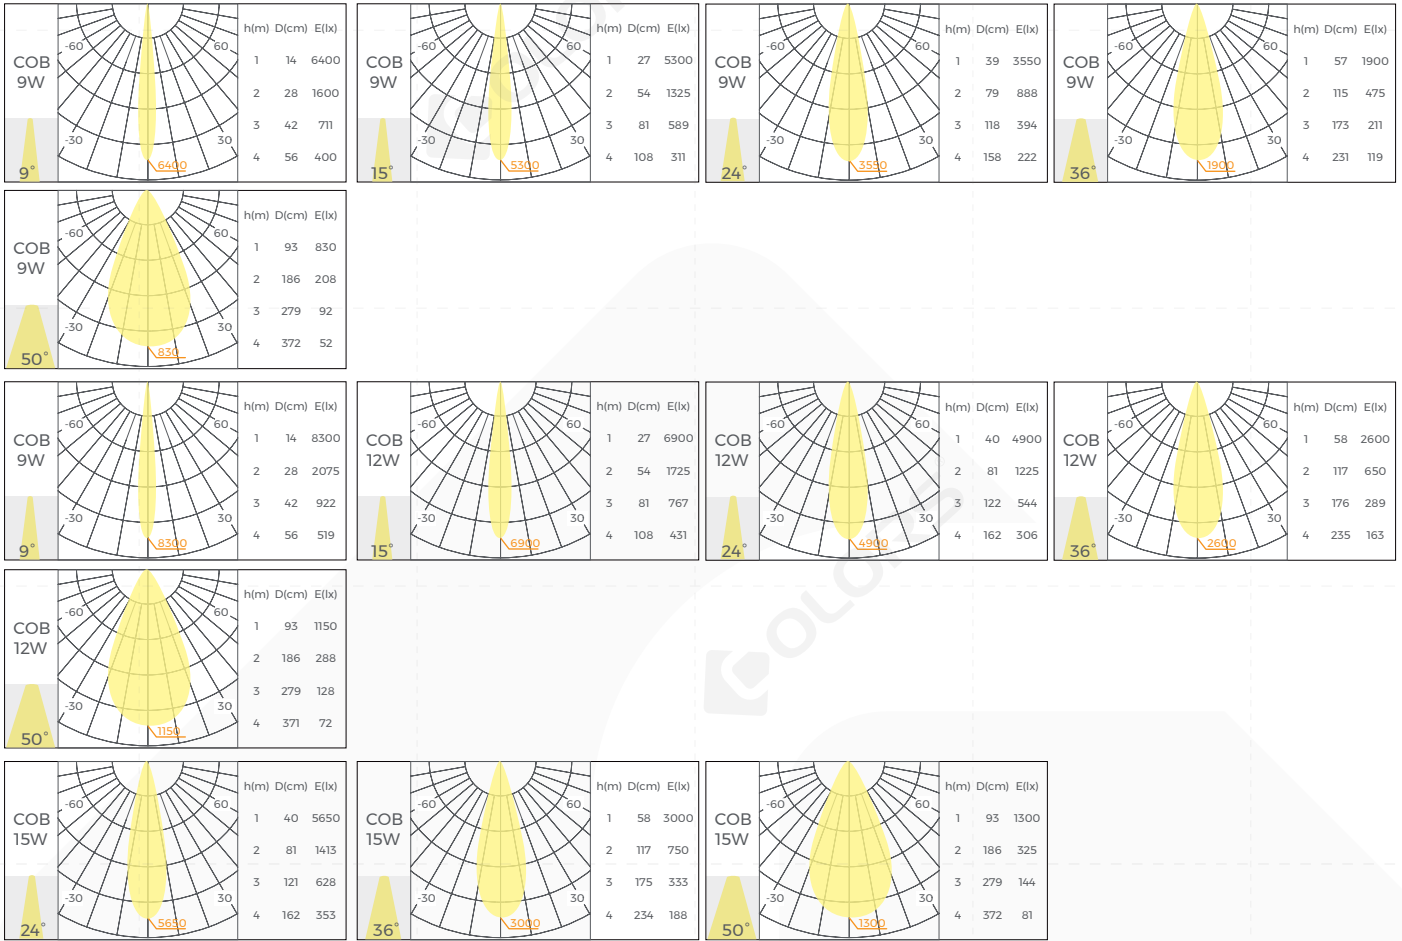 COB
9W
9°
-60 60
-30 30
6400
h(m) D(cm) E(lx)
1 14 6400
2 28 1600
3 42 711
4 56 400
COB
9W
15°
-60 60
-30 30
5300
h(m) D(cm) E(lx)
1 27 5300
2 54 1325
3 81 589
4 108 311
COB
9W
24°
-60 60
-30 30
3550
h(m) D(cm) E(lx)
1 39 3550
2 79 888
3 118 394
4 158 222
COB
9W
36°
-60 60
-30 30
1900
h(m) D(cm) E(lx)
1 57 1900
2 115 475
3 173 211
4 231 119
COB
9W
50°
-60 60
-30 30
830
h(m) D(cm) E(lx)
1 93 830
2 186 208
3 279 92
4 372 52
COB
9W
9°
-60 60
-30 30
8300
h(m) D(cm) E(lx)
1 14 8300
2 28 2075
3 42 922
4 56 519
COB
12W
15°
-60 60
-30 30
6900
h(m) D(cm) E(lx)
1 27 6900
2 54 1725
3 81 767
4 108 431
COB
12W
24°
-60 60
-30 30
4900
h(m) D(cm) E(lx)
1 40 4900
2 81 1225
3 122 544
4 162 306
COB
12W
36°
-60 60
-30 30
2600
h(m) D(cm) E(lx)
1 58 2600
2 117 650
3 176 289
4 235 163
COB
12W
50°
-60 60
-30 30
1150
h(m) D(cm) E(lx)
1 93 1150
2 186 288
3 279 128
4 371 72
COB
15W
24°
-60 60
-30 30
5650
h(m) D(cm) E(lx)
1 40 5650
2 81 1413
3 121 628
4 162 353
COB
15W
36°
-60 60
-30 30
3000
h(m) D(cm) E(lx)
1 58 3000
2 117 750
3 175 333
4 234 188
COB
15W
50°
-60 60
-30 30
1300
h(m) D(cm) E(lx)
1 93 1300
2 186 325
3 279 144
4 372 81